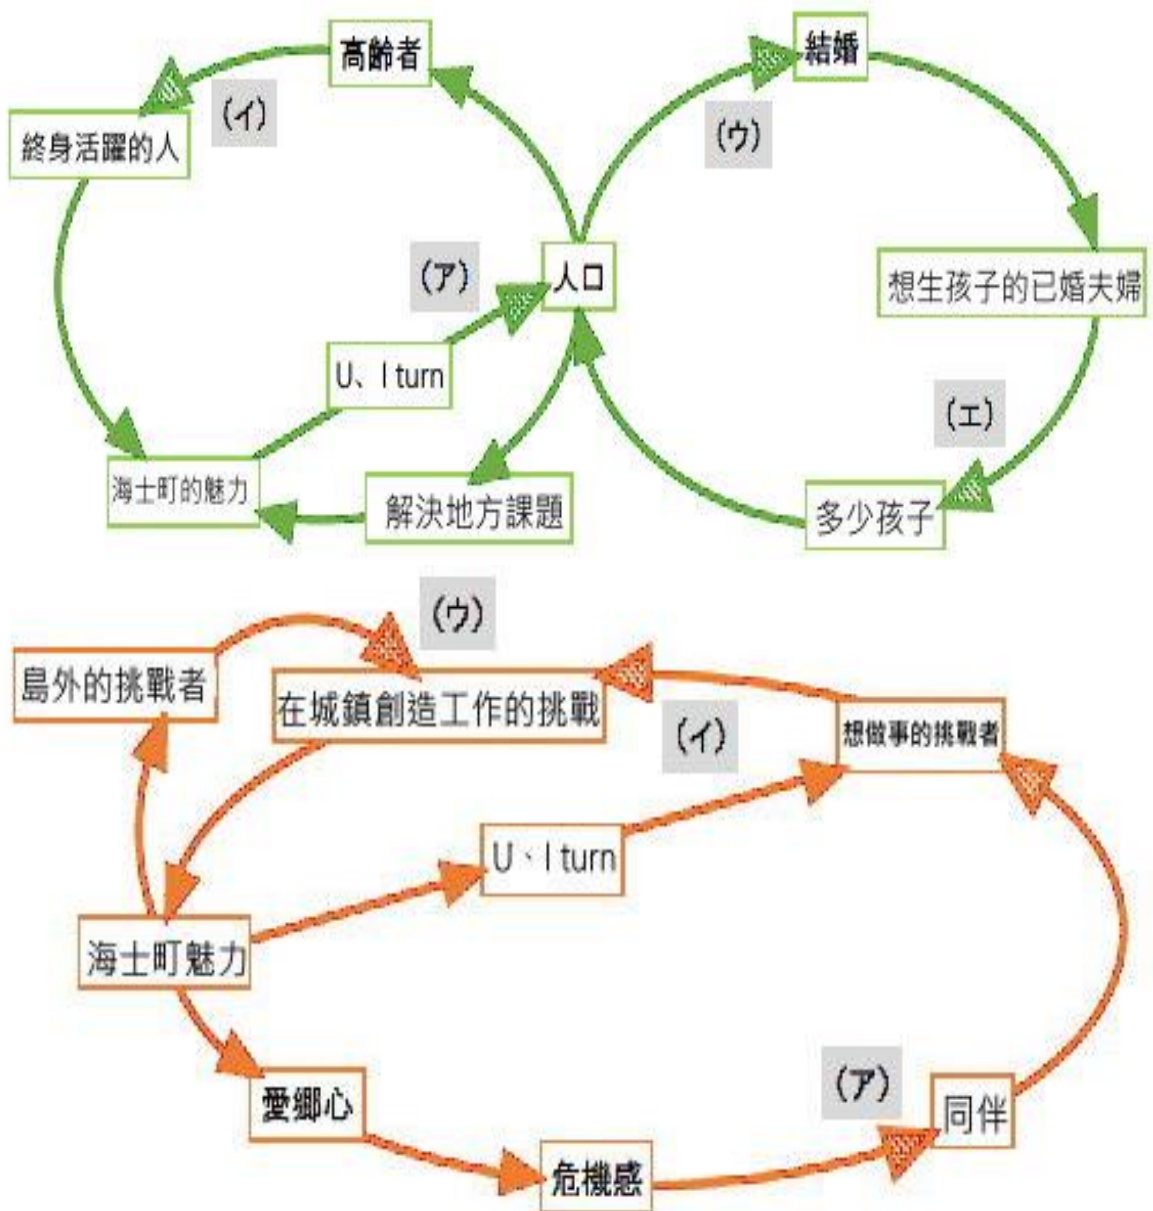 高齡者
結婚
(イ)
(ウ)
終身活躍的人
(ア)
人口
想生孩子的已婚夫婦
U、I turn
(エ)
海士町的魅力
解決地方課題
多少孩子
(ウ)
島外的挑戰者
在城鎮創造工作的挑戰
(イ)
想做事的挑戰者
U、I turn
海士町魅力
愛鄉心
(ア)
同伴
危機感